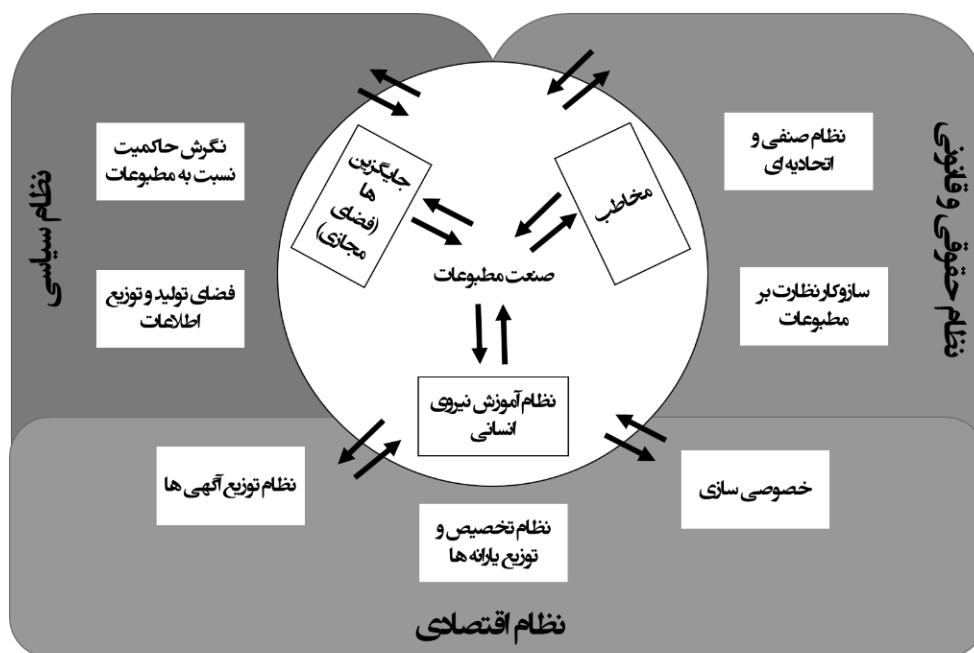 نظام حقوقی و قانونی
نظام صنفی و
اتحادیه ای
سازوکار نظارت بر
مطبوعات
نظام سیاسی
نگرش حاکمیت
نسبت به مطبوعات
فضای تولید و توزیع
اطلاعات
مخاطب
جایگزین
ها
(فضای
مجازی)
صنعت مطبوعات
نظام آموزش نیروی
انسانی
خصوصی سازی
نظام تخصیص و
توزیع یارانه ها
نظام توزیع آگهی ها
نظام اقتصادی